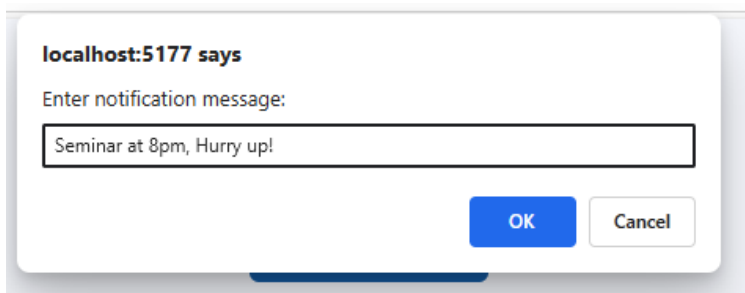 localhost:5177 says
Enter notification message:
Seminar at 8pm, Hurry up!
OK
Cancel